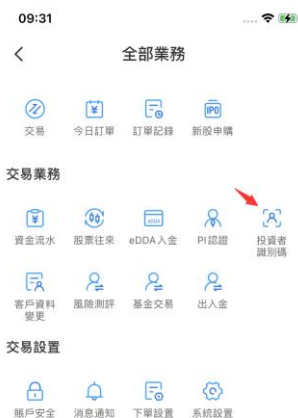 09:31
全部業務
交易 今日訂單 訂單記錄 新股申購
IPO
交易業務
資金流水 股票往來 eDDA入金 PI認證 投資者
識別碼
eDDA
客戶資料 風險測評 基金交易 出入金
變更
交易設置
賬戶安全 消息通知 下單設置 系統設置